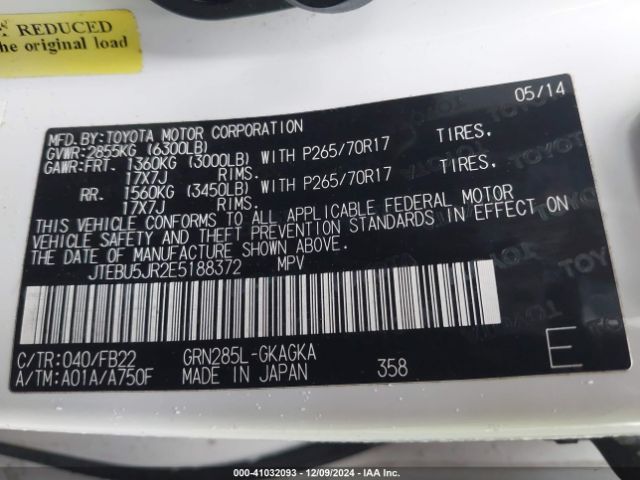 REDUCED
the original load
05/14
MFD.BY:TOYOTA MOTOR CORPORATION
GVWR:2855KG (6300LB)
GAWR:FRT. 1360KG (3000LB) WITH P265/70R17 TIRES.
17X7J RIMS.
RR. 1560KG (3450LB) WITH P265/70R17 TIRES.
17X7J RIMS.
THIS VEHICLE CONFORMS TO ALL APPLICABLE FEDERAL MOTOR
VEHICLE SAFETY AND THEFT PREVENTION STANDARDS IN EFFECT ON
THE DATE OF MANUFACTURE SHOWN ABOVE.
JTEBU5JR2E5188372 MPV
C/TR:040/FB22 GRN285L-GKAGKA
A/TM:A01A/A750F MADE IN JAPAN 358
E
TOYOTA
TOYOTA
000-41032093 - 12/09/2024 - IAA Inc.